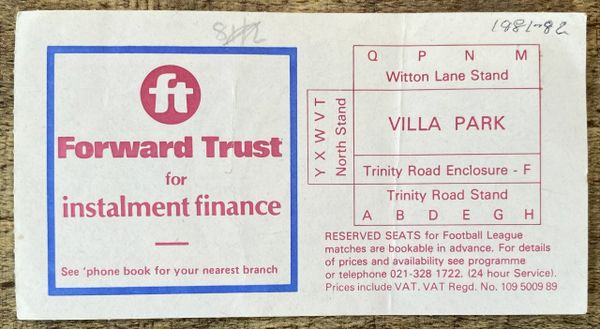 1981-82
ft
Forward Trust
for
instalment finance
See 'phone book for your nearest branch
Q P N M
Witton Lane Stand
Y X W V T
North Stand
VILLA PARK
Trinity Road Enclosure - F
Trinity Road Stand
A B D E G H
RESERVED SEATS for Football League
matches are bookable in advance. For details
of prices and availability see programme
or telephone 021-328 1722. (24 hour Service).
Prices include VAT. VAT Regd. No. 109 5009 89